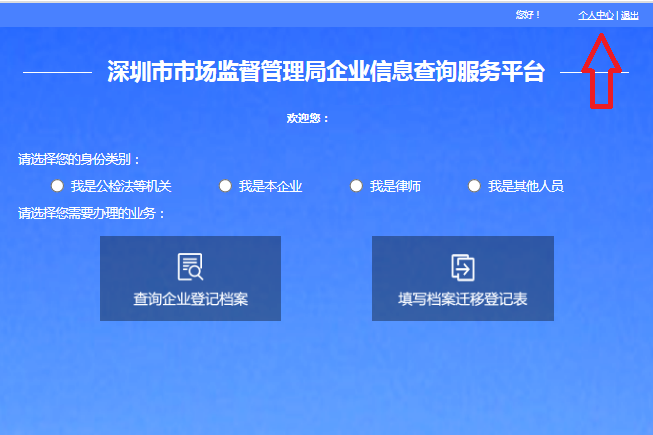 您好！ 个人中心 | 退出
深圳市市场监督管理局企业信息查询服务平台
欢迎您：
请选择您的身份类别：
我是公检法等机关 我是本企业 我是律师 我是其他人员
请选择您需要办理的业务：
查询企业登记档案 填写档案迁移登记表